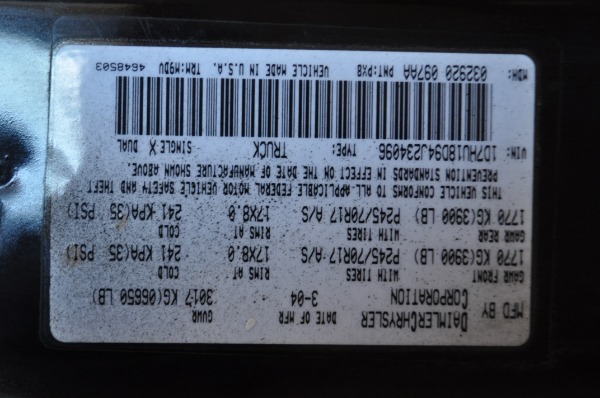 MFD BY DAIMLERCHRYSLER CORPORATION DATE OF MFR 3-04 GVWR 3017 KG(06650 LB)
GAWR FRONT WITH TIRES RIMS AT COLD
1770 KG(3900 LB) P245/70R17 A/S 17X8.0 241 KPA(35 PSI)
GAWR REAR WITH TIRES RIMS AT COLD
1770 KG(3900 LB) P245/70R17 A/S 17X8.0 241 KPA(35 PSI)
THIS VEHICLE CONFORMS TO ALL APPLICABLE FEDERAL MOTOR VEHICLE SAFETY AND THEFT
PREVENTION STANDARDS IN EFFECT ON THE DATE OF MANUFACTURE SHOWN ABOVE.
VIN: 1D7HU18D94J234096 TYPE: TRUCK SINGLE X DUAL
MDH: 032920 097AA PNT:PXB VEHICLE MADE IN U.S.A. TRM:M9DV 4648503